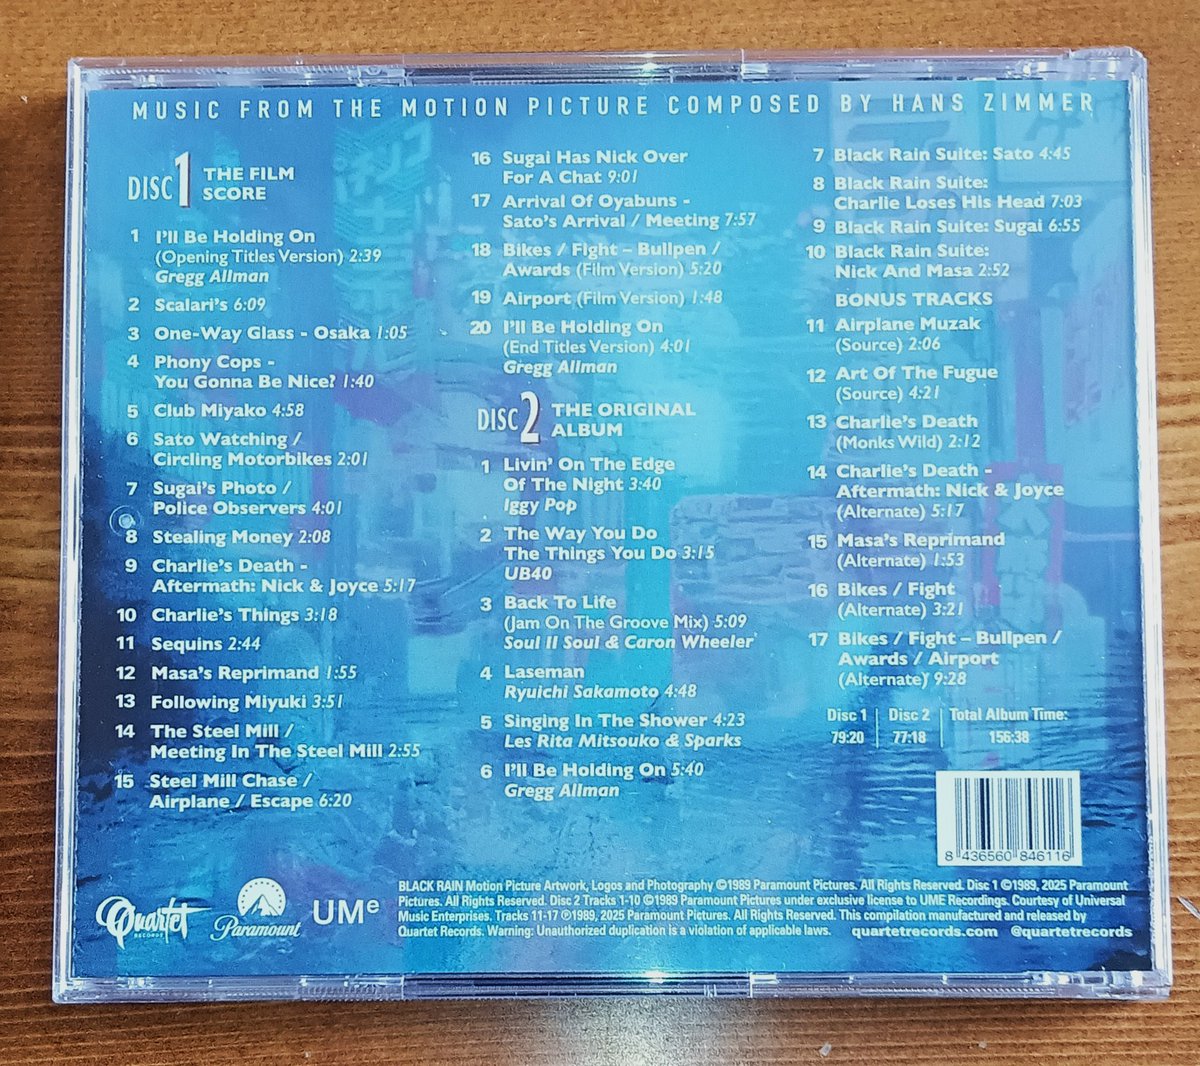 MUSIC FROM THE MOTION PICTURE COMPOSED BY HANS ZIMMER
DISC 1 THE FILM
SCORE
1 I'll Be Holding On
(Opening Titles Version) 2:39
Gregg Allman
2 Scalari's 6:09
3 One-Way Glass - Osaka 1:05
4 Phony Cops -
You Gonna Be Nice? 1:40
5 Club Miyako 4:58
6 Sato Watching /
Circling Motorbikes 2:01
7 Sugai's Photo /
Police Observers 4:01
8 Stealing Money 2:08
9 Charlie's Death -
Aftermath: Nick & Joyce 5:17
10 Charlie's Things 3:18
11 Sequins 2:44
12 Masa's Reprimand 1:55
13 Following Miyuki 3:51
14 The Steel Mill /
Meeting In The Steel Mill 2:55
15 Steel Mill Chase /
Airplane / Escape 6:20
16 Sugai Has Nick Over
For A Chat 9:01
17 Arrival Of Oyabuns -
Sato's Arrival / Meeting 7:57
18 Bikes / Fight – Bullpen /
Awards (Film Version) 5:20
19 Airport (Film Version) 1:48
20 I'll Be Holding On
(End Titles Version) 4:01
Gregg Allman
DISC 2 THE ORIGINAL
ALBUM
1 Livin' On The Edge
Of The Night 3:40
Iggy Pop
2 The Way You Do
The Things You Do 3:15
UB40
3 Back To Life
(Jam On The Groove Mix) 5:09
Soul II Soul & Caron Wheeler
4 Laseman
Ryuichi Sakamoto 4:48
5 Singing In The Shower 4:23
Les Rita Mitsouko & Sparks
6 I'll Be Holding On 5:40
Gregg Allman
7 Black Rain Suite: Sato 4:45
8 Black Rain Suite:
Charlie Loses His Head 7:03
9 Black Rain Suite: Sugai 6:55
10 Black Rain Suite:
Nick And Masa 2:52
BONUS TRACKS
11 Airplane Muzak
(Source) 2:06
12 Art Of The Fugue
(Source) 4:21
13 Charlie's Death
(Monks Wild) 2:12
14 Charlie's Death -
Aftermath: Nick & Joyce
(Alternate) 5:17
15 Masa's Reprimand
(Alternate) 1:53
16 Bikes / Fight
(Alternate) 3:21
17 Bikes / Fight – Bullpen /
Awards / Airport
(Alternate) 9:28
Disc 1 Disc 2 Total Album Time:
79:20 77:18 156:38
8 436560 846116
Quartet
RECORDS
Paramount
UMe
BLACK RAIN Motion Picture Artwork, Logos and Photography ©1989 Paramount Pictures. All Rights Reserved. Disc 1 ©1989, 2025 Paramount
Pictures. All Rights Reserved. Disc 2 Tracks 1-10 ©1989 Paramount Pictures under exclusive license to UME Recordings. Courtesy of Universal
Music Enterprises. Tracks 11-17 ℗1989, 2025 Paramount Pictures. All Rights Reserved. This compilation manufactured and released by
Quartet Records. Warning: Unauthorized duplication is a violation of applicable laws. quartetrecords.com @quartetrecords